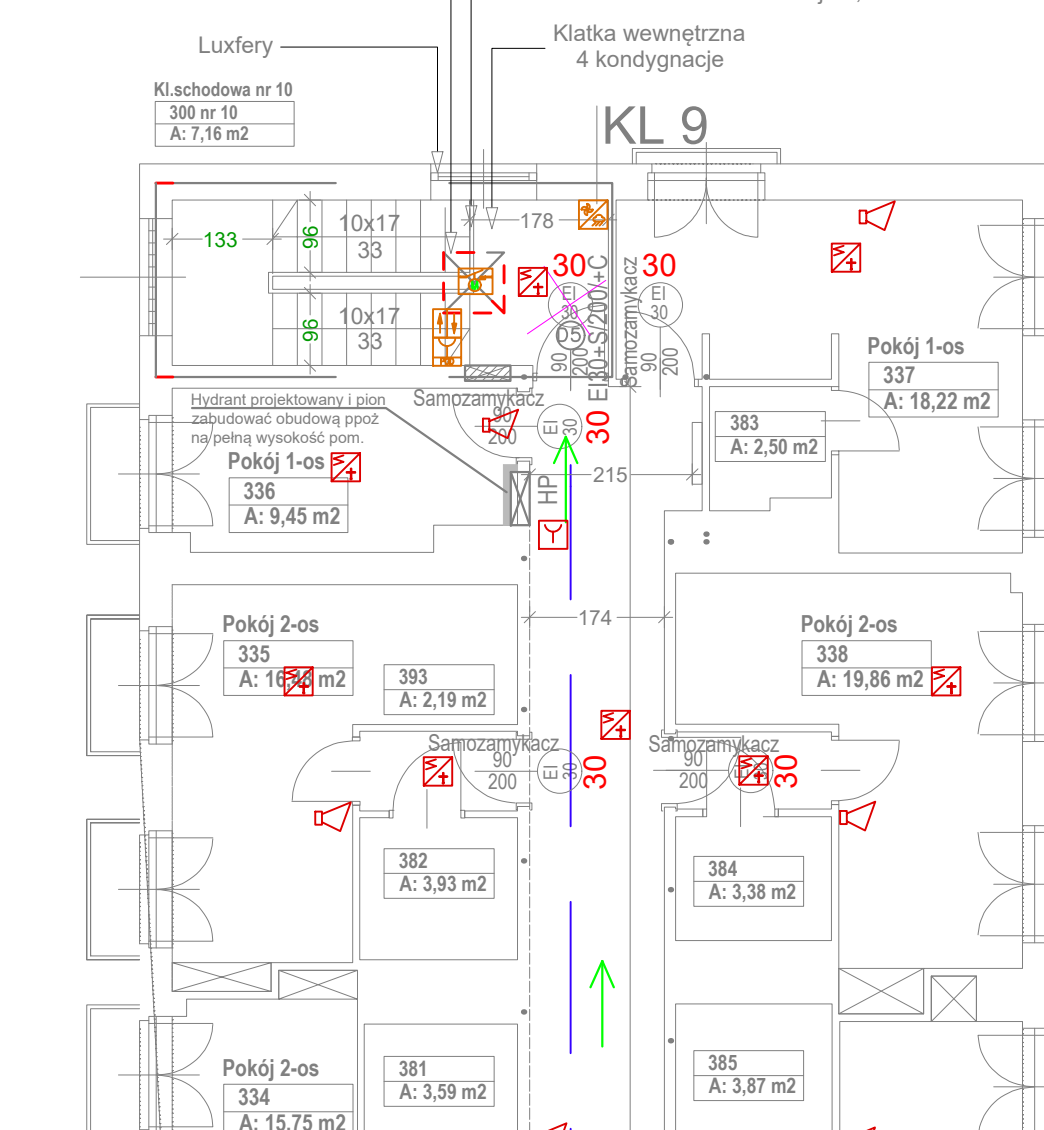 Luxfery
Klatka wewnętrzna
4 kondygnacje
Kl.schodowa nr 10
300 nr 10
A: 7,16 m2
KL 9
133
96
10x17
33
178
96
10x17
33
30
EI
30
D5
90
200
EI30+S/200/+C
Samozamykacz
30
EI
30
90
200
Pokój 1-os
337
A: 18,22 m2
Hydrant projektowany i pion
zabudować obudową ppoż
na pełną wysokość pom.
Samozamykacz
90
200
EI
30
30
383
A: 2,50 m2
Pokój 1-os
336
A: 9,45 m2
HP
215
174
Pokój 2-os
335
A: 16,48 m2
393
A: 2,19 m2
Pokój 2-os
338
A: 19,86 m2
Samozamykacz
90
200
EI
30
30
Samozamykacz
90
200
30
382
A: 3,93 m2
384
A: 3,38 m2
Pokój 2-os
334
A: 15,75 m2
381
A: 3,59 m2
385
A: 3,87 m2